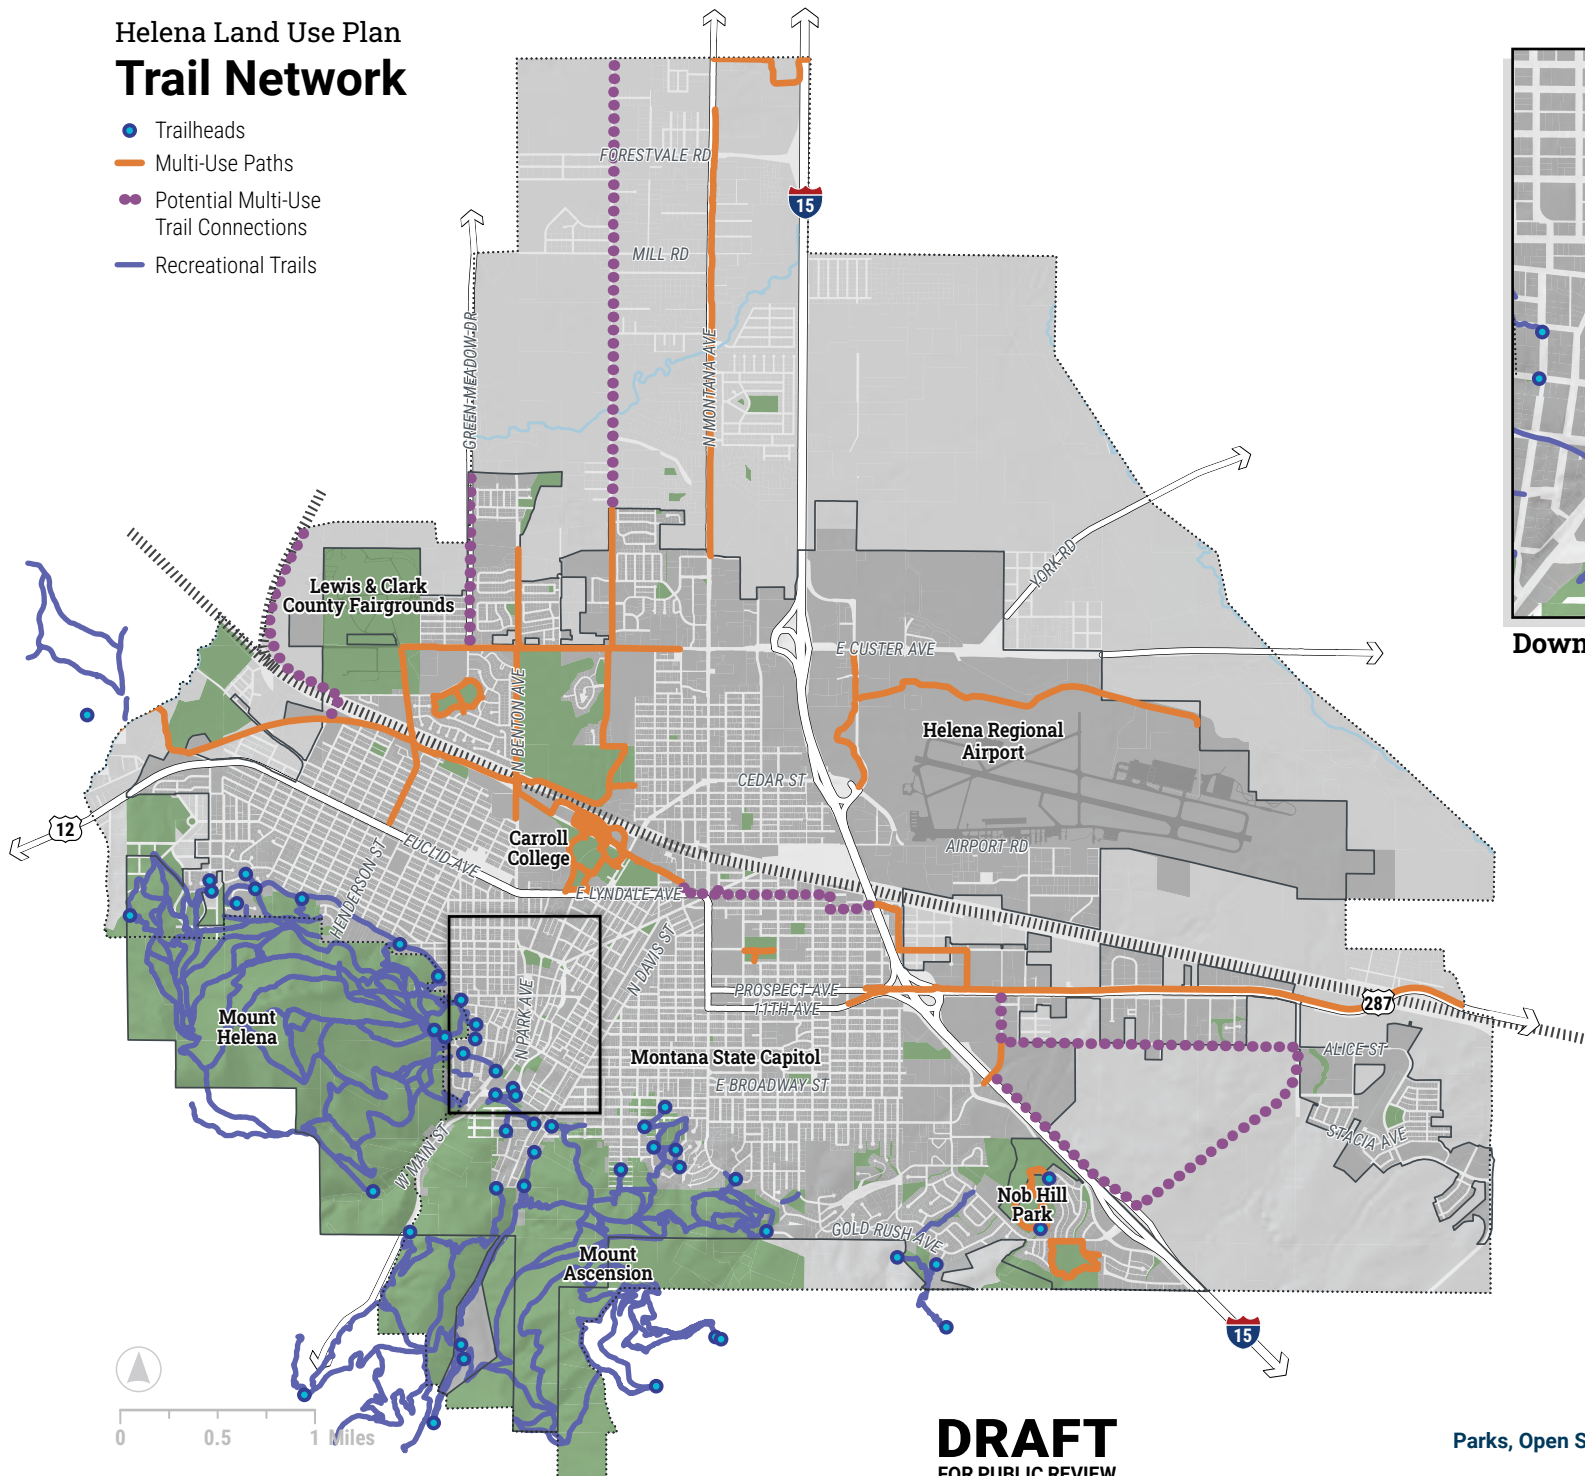 Helena Land Use Plan
Trail Network
Trailheads
Multi-Use Paths
Potential Multi-Use
Trail Connections
Recreational Trails
FORESTVALE RD
15
MILL RD
GREEN MEADOW DR
N MONTANA AVE
YORK RD
Lewis & Clark
County Fairgrounds
E CUSTER AVE
Down
N BENTON AVE
Helena Regional
Airport
CEDAR ST
12
HENDERSON ST
EUCLID AVE
Carroll
College
AIRPORT RD
E LYNDALE AVE
N DAVIS ST
PROSPECT AVE
11TH AVE
287
Mount
Helena
N PARK AVE
Montana State Capitol
E BROADWAY ST
ALICE ST
STACIA AVE
W MAIN ST
Nob Hill
Park
GOLD RUSH AVE
Mount
Ascension
15
0 0.5 1 Miles
DRAFT
FOR PUBLIC REVIEW
Parks, Open S